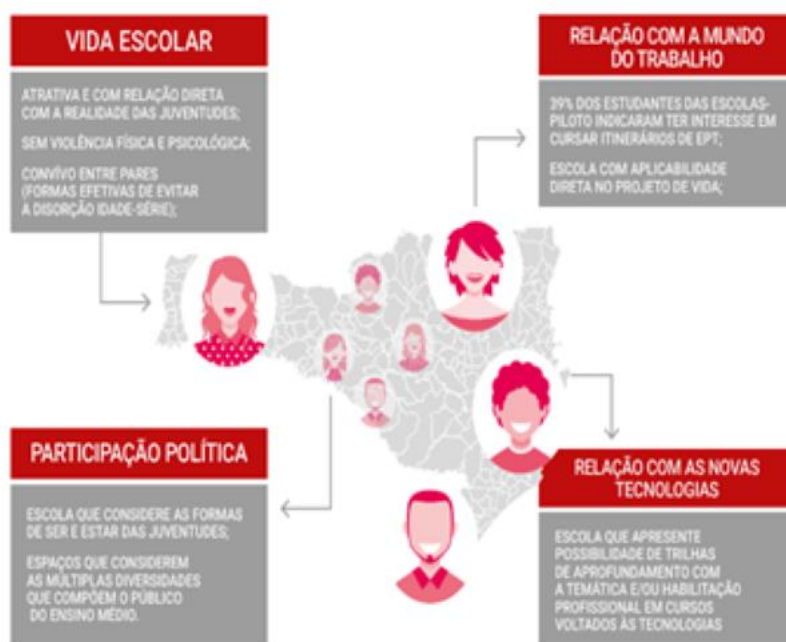 VIDA ESCOLAR
ATRATIVA E COM RELAÇÃO DIRETA
COM A REALIDADE DAS JUVENTUDES;
SEM VIOLÊNCIA FÍSICA E PSICOLÓGICA;
CONVÍVO ENTRE PARES
(FORMAS EFETIVAS DE EVITAR
A DISORÇÃO IDADE-SÉRIE);
RELAÇÃO COM A MUNDO
DO TRABALHO
39% DOS ESTUDANTES DAS ESCOLAS-
PILOTO INDICARAM TER INTERESSE EM
CURSAR ITINERÁRIOS DE EPT;
ESCOLA COM APLICABILIDADE
DIRETA NO PROJETO DE VIDA;
PARTICIPAÇÃO POLÍTICA
ESCOLA QUE CONSIDERE AS FORMAS
DE SER E ESTAR DAS JUVENTUDES;
ESPAÇOS QUE CONSIDEREM
AS MÚLTIPLAS DIVERSIDADES
QUE COMPÕEM O PÚBLICO
DO ENSINO MÉDIO.
RELAÇÃO COM AS NOVAS
TECNOLOGIAS
ESCOLA QUE APRESENTE
POSSIBILIDADE DE TRILHAS
DE APROFUNDAMENTO COM
A TEMÁTICA E/OU HABILITAÇÃO
PROFISSIONAL EM CURSOS
VOLTADOS ÀS TECNOLOGIAS